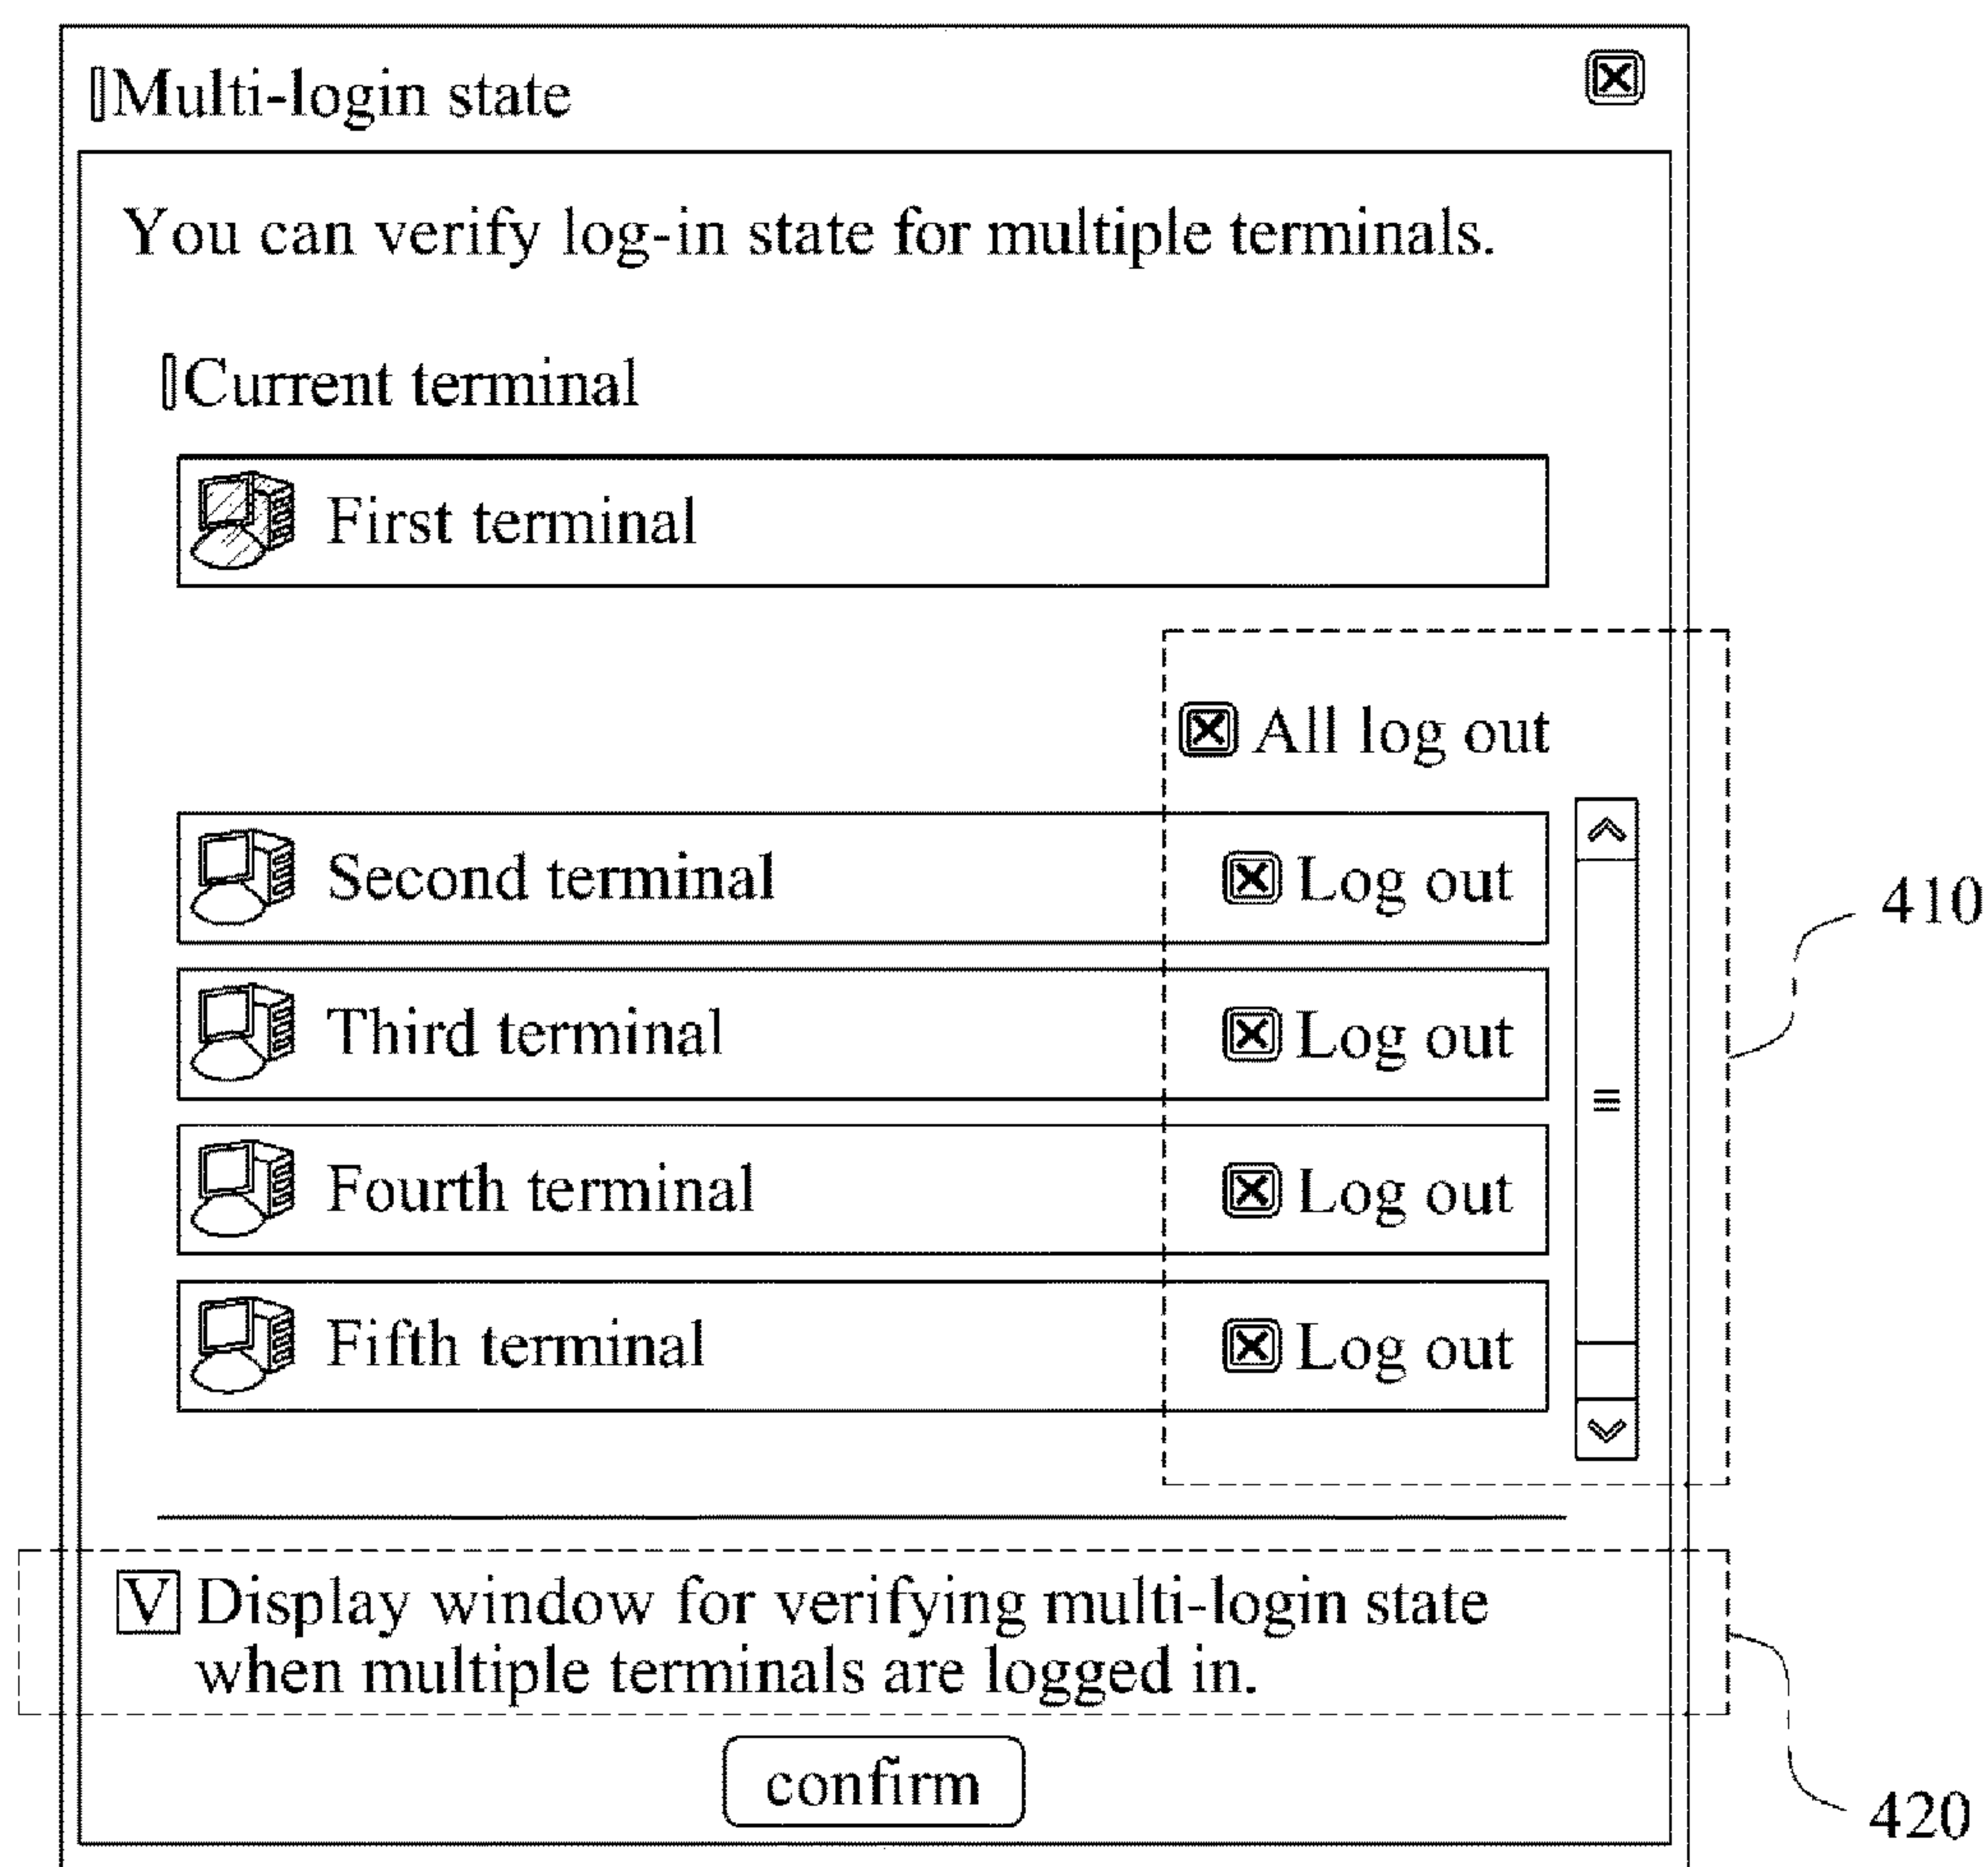 Multi-login state
You can verify log-in state for multiple terminals.
Current terminal
First terminal
All log out
Second terminal Log out
410
Third terminal Log out
Fourth terminal Log out
Fifth terminal Log out
V Display window for verifying multi-login state
when multiple terminals are logged in.
confirm
420